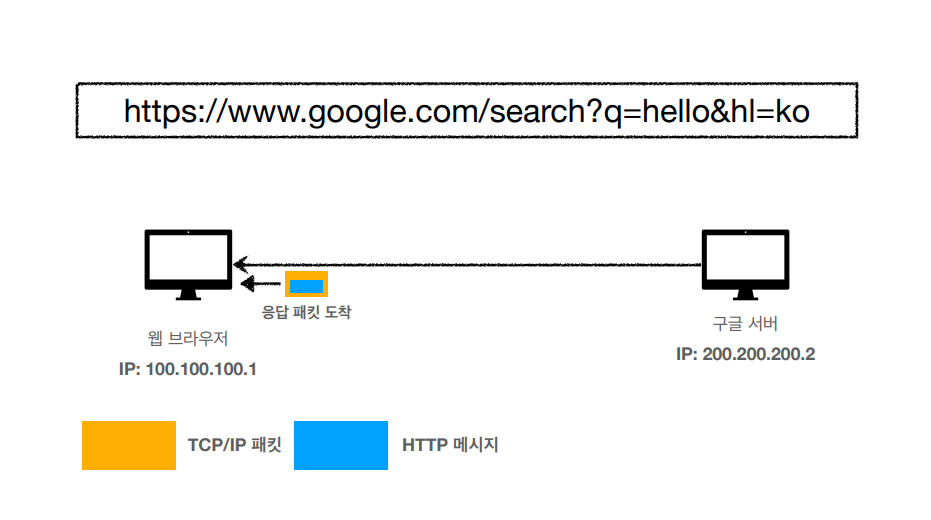 https://www.google.com/search?q=hello&hl=ko
응답 패킷 도착
웹 브라우저
IP: 100.100.100.1
구글 서버
IP: 200.200.200.2
TCP/IP 패킷
HTTP 메시지